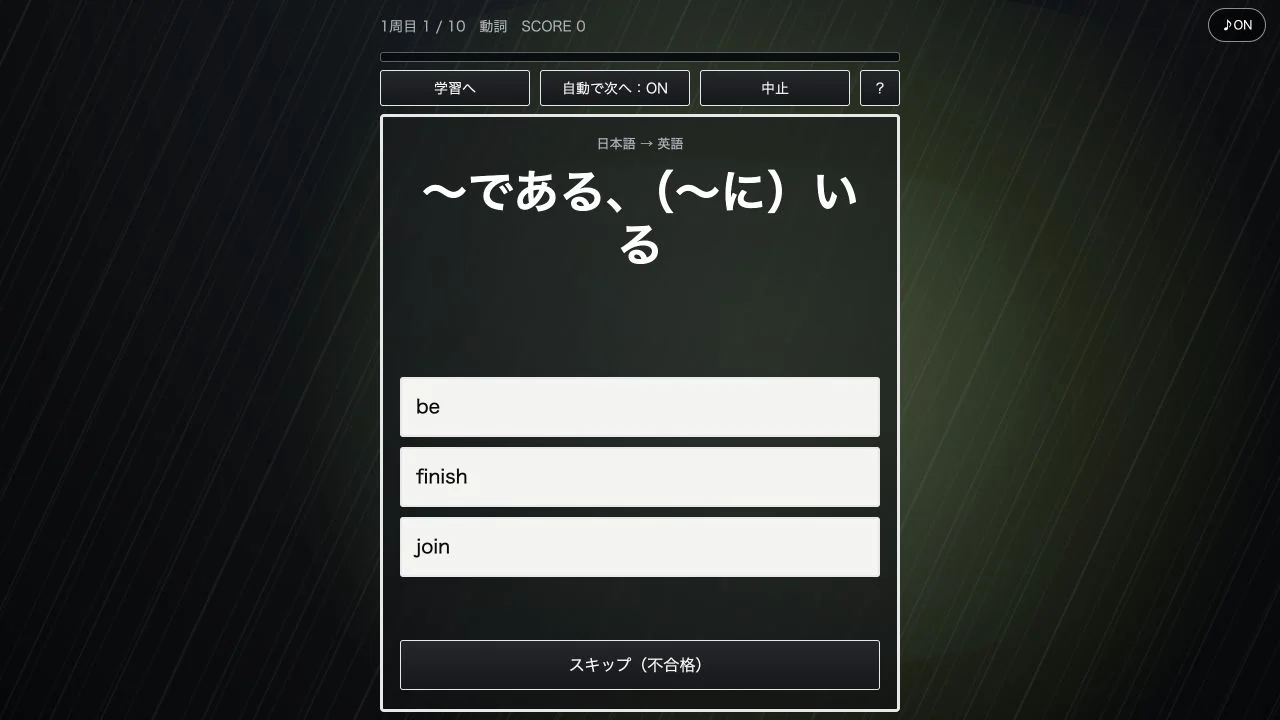 1周目 1 / 10 動詞 SCORE 0
♪ON
学習へ
自動で次へ：ON
中止
?
日本語 → 英語
〜である、（〜に）い
る
be
finish
join
スキップ（不合格）